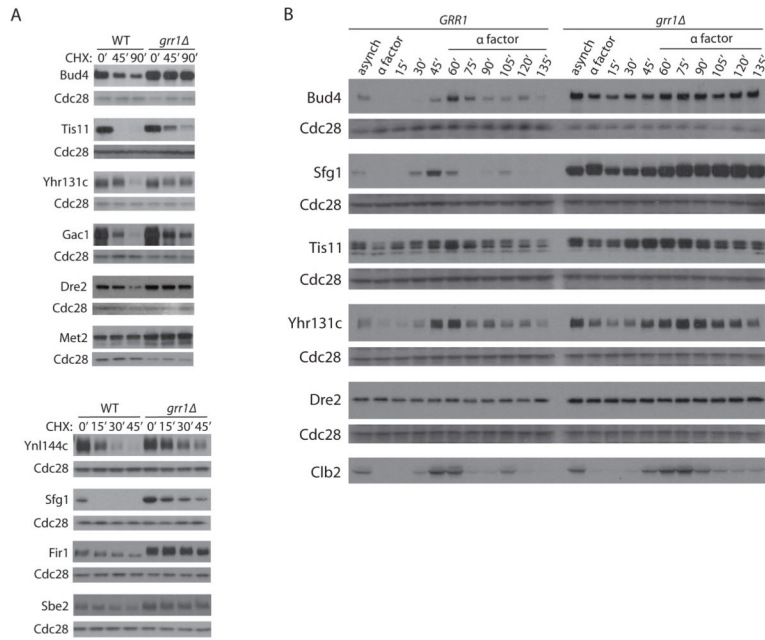 A
WT grr1Δ
CHX: 0′ 45′ 90′ 0′ 45′ 90′
Bud4
Cdc28
Tis11
Cdc28
Yhr131c
Cdc28
Gac1
Cdc28
Dre2
Cdc28
Met2
Cdc28
WT grr1Δ
CHX: 0′ 15′ 30′ 45′ 0′ 15′ 30′ 45′
Ynl144c
Cdc28
Sfg1
Cdc28
Fir1
Cdc28
Sbe2
Cdc28
B
GRR1 grr1Δ
α factor α factor
asynch α factor 15′ 30′ 45′ 60′ 75′ 90′ 105′ 120′ 135′ asynch α factor 15′ 30′ 45′ 60′ 75′ 90′ 105′ 120′ 135′
Bud4
Cdc28
Sfg1
Cdc28
Tis11
Cdc28
Yhr131c
Cdc28
Dre2
Cdc28
Clb2